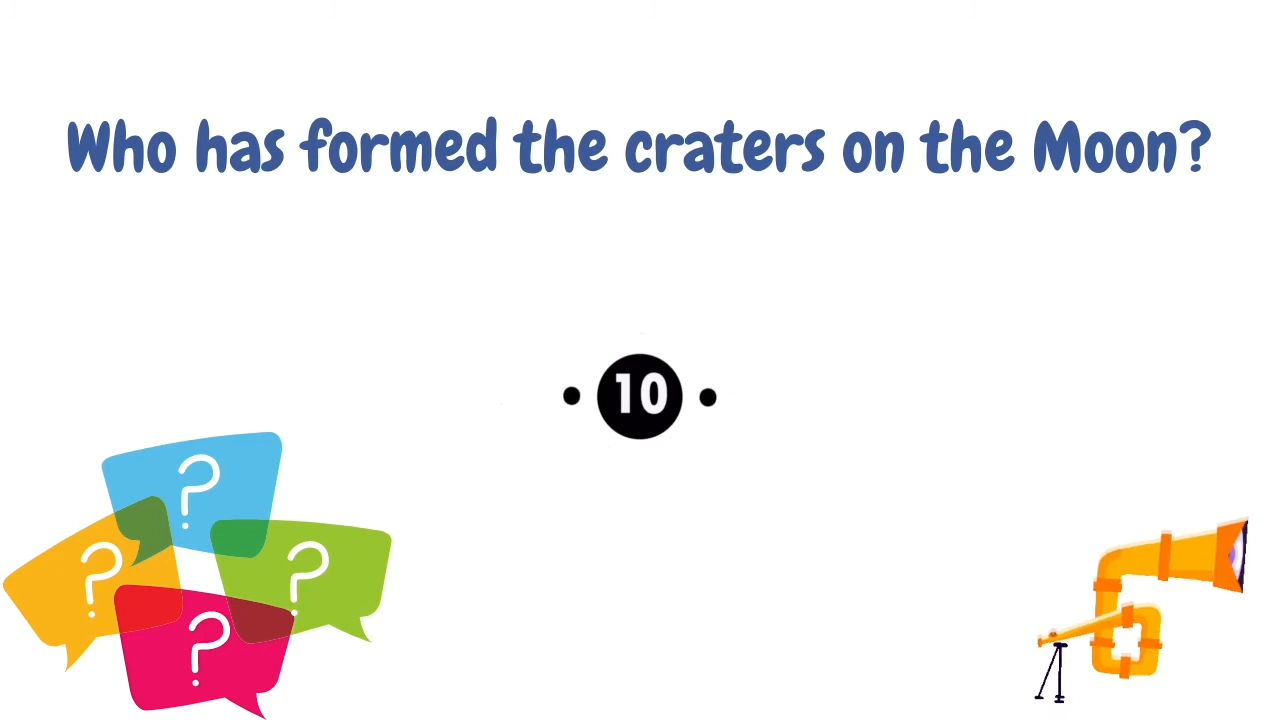 Who has formed the craters on the Moon?
10
? 
? ?
?